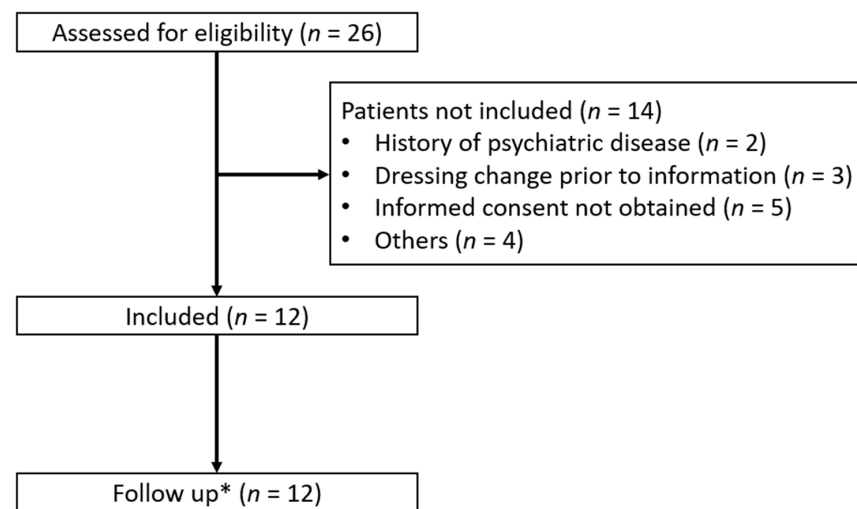 Assessed for eligibility (n = 26)
Patients not included (n = 14)
• History of psychiatric disease (n = 2)
• Dressing change prior to information (n = 3)
• Informed consent not obtained (n = 5)
• Others (n = 4)
Included (n = 12)
Follow up* (n = 12)